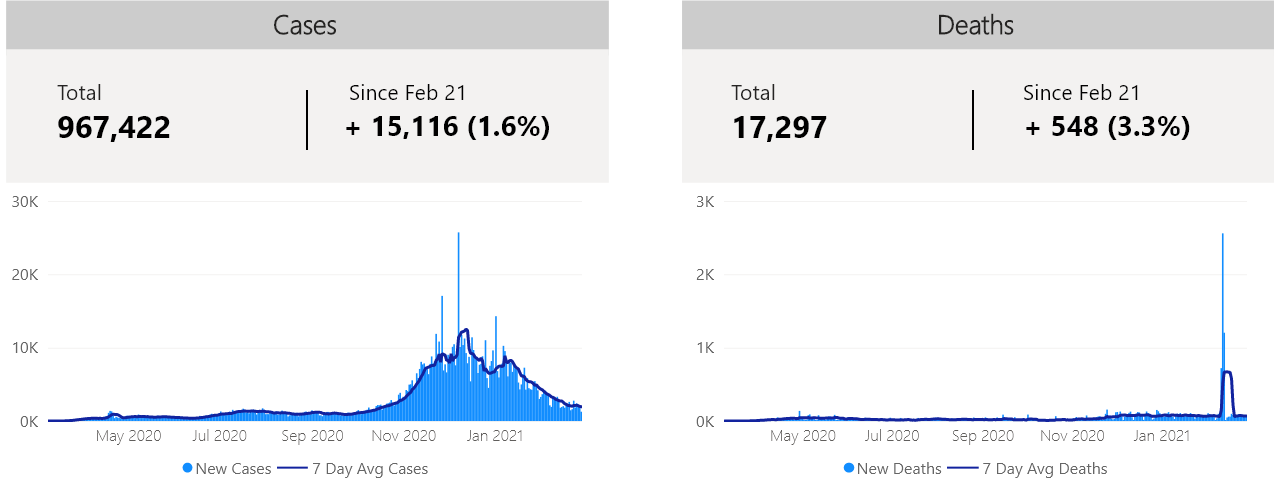 Cases
Total
967,422
Since Feb 21
+ 15,116 (1.6%)
30K
20K
10K
0K
May 2020 Jul 2020 Sep 2020 Nov 2020 Jan 2021
New Cases 7 Day Avg Cases
Deaths
Total
17,297
Since Feb 21
+ 548 (3.3%)
3K
2K
1K
0K
May 2020 Jul 2020 Sep 2020 Nov 2020 Jan 2021
New Deaths 7 Day Avg Deaths